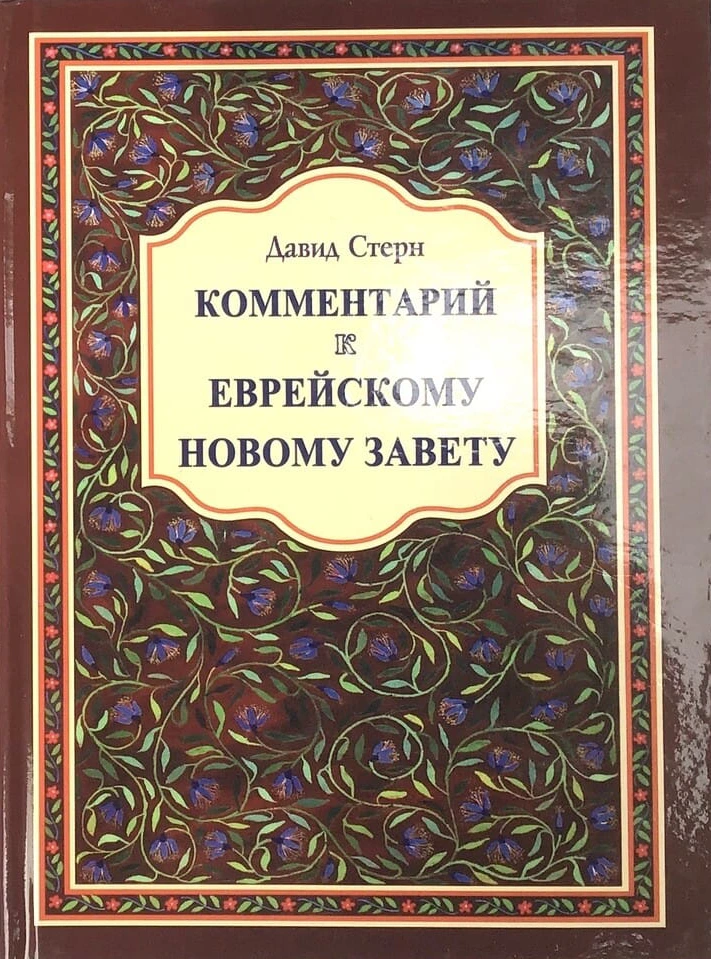 Давид Стерн
КОММЕНТАРИЙ
К
ЕВРЕЙСКОМУ
НОВОМУ ЗАВЕТУ